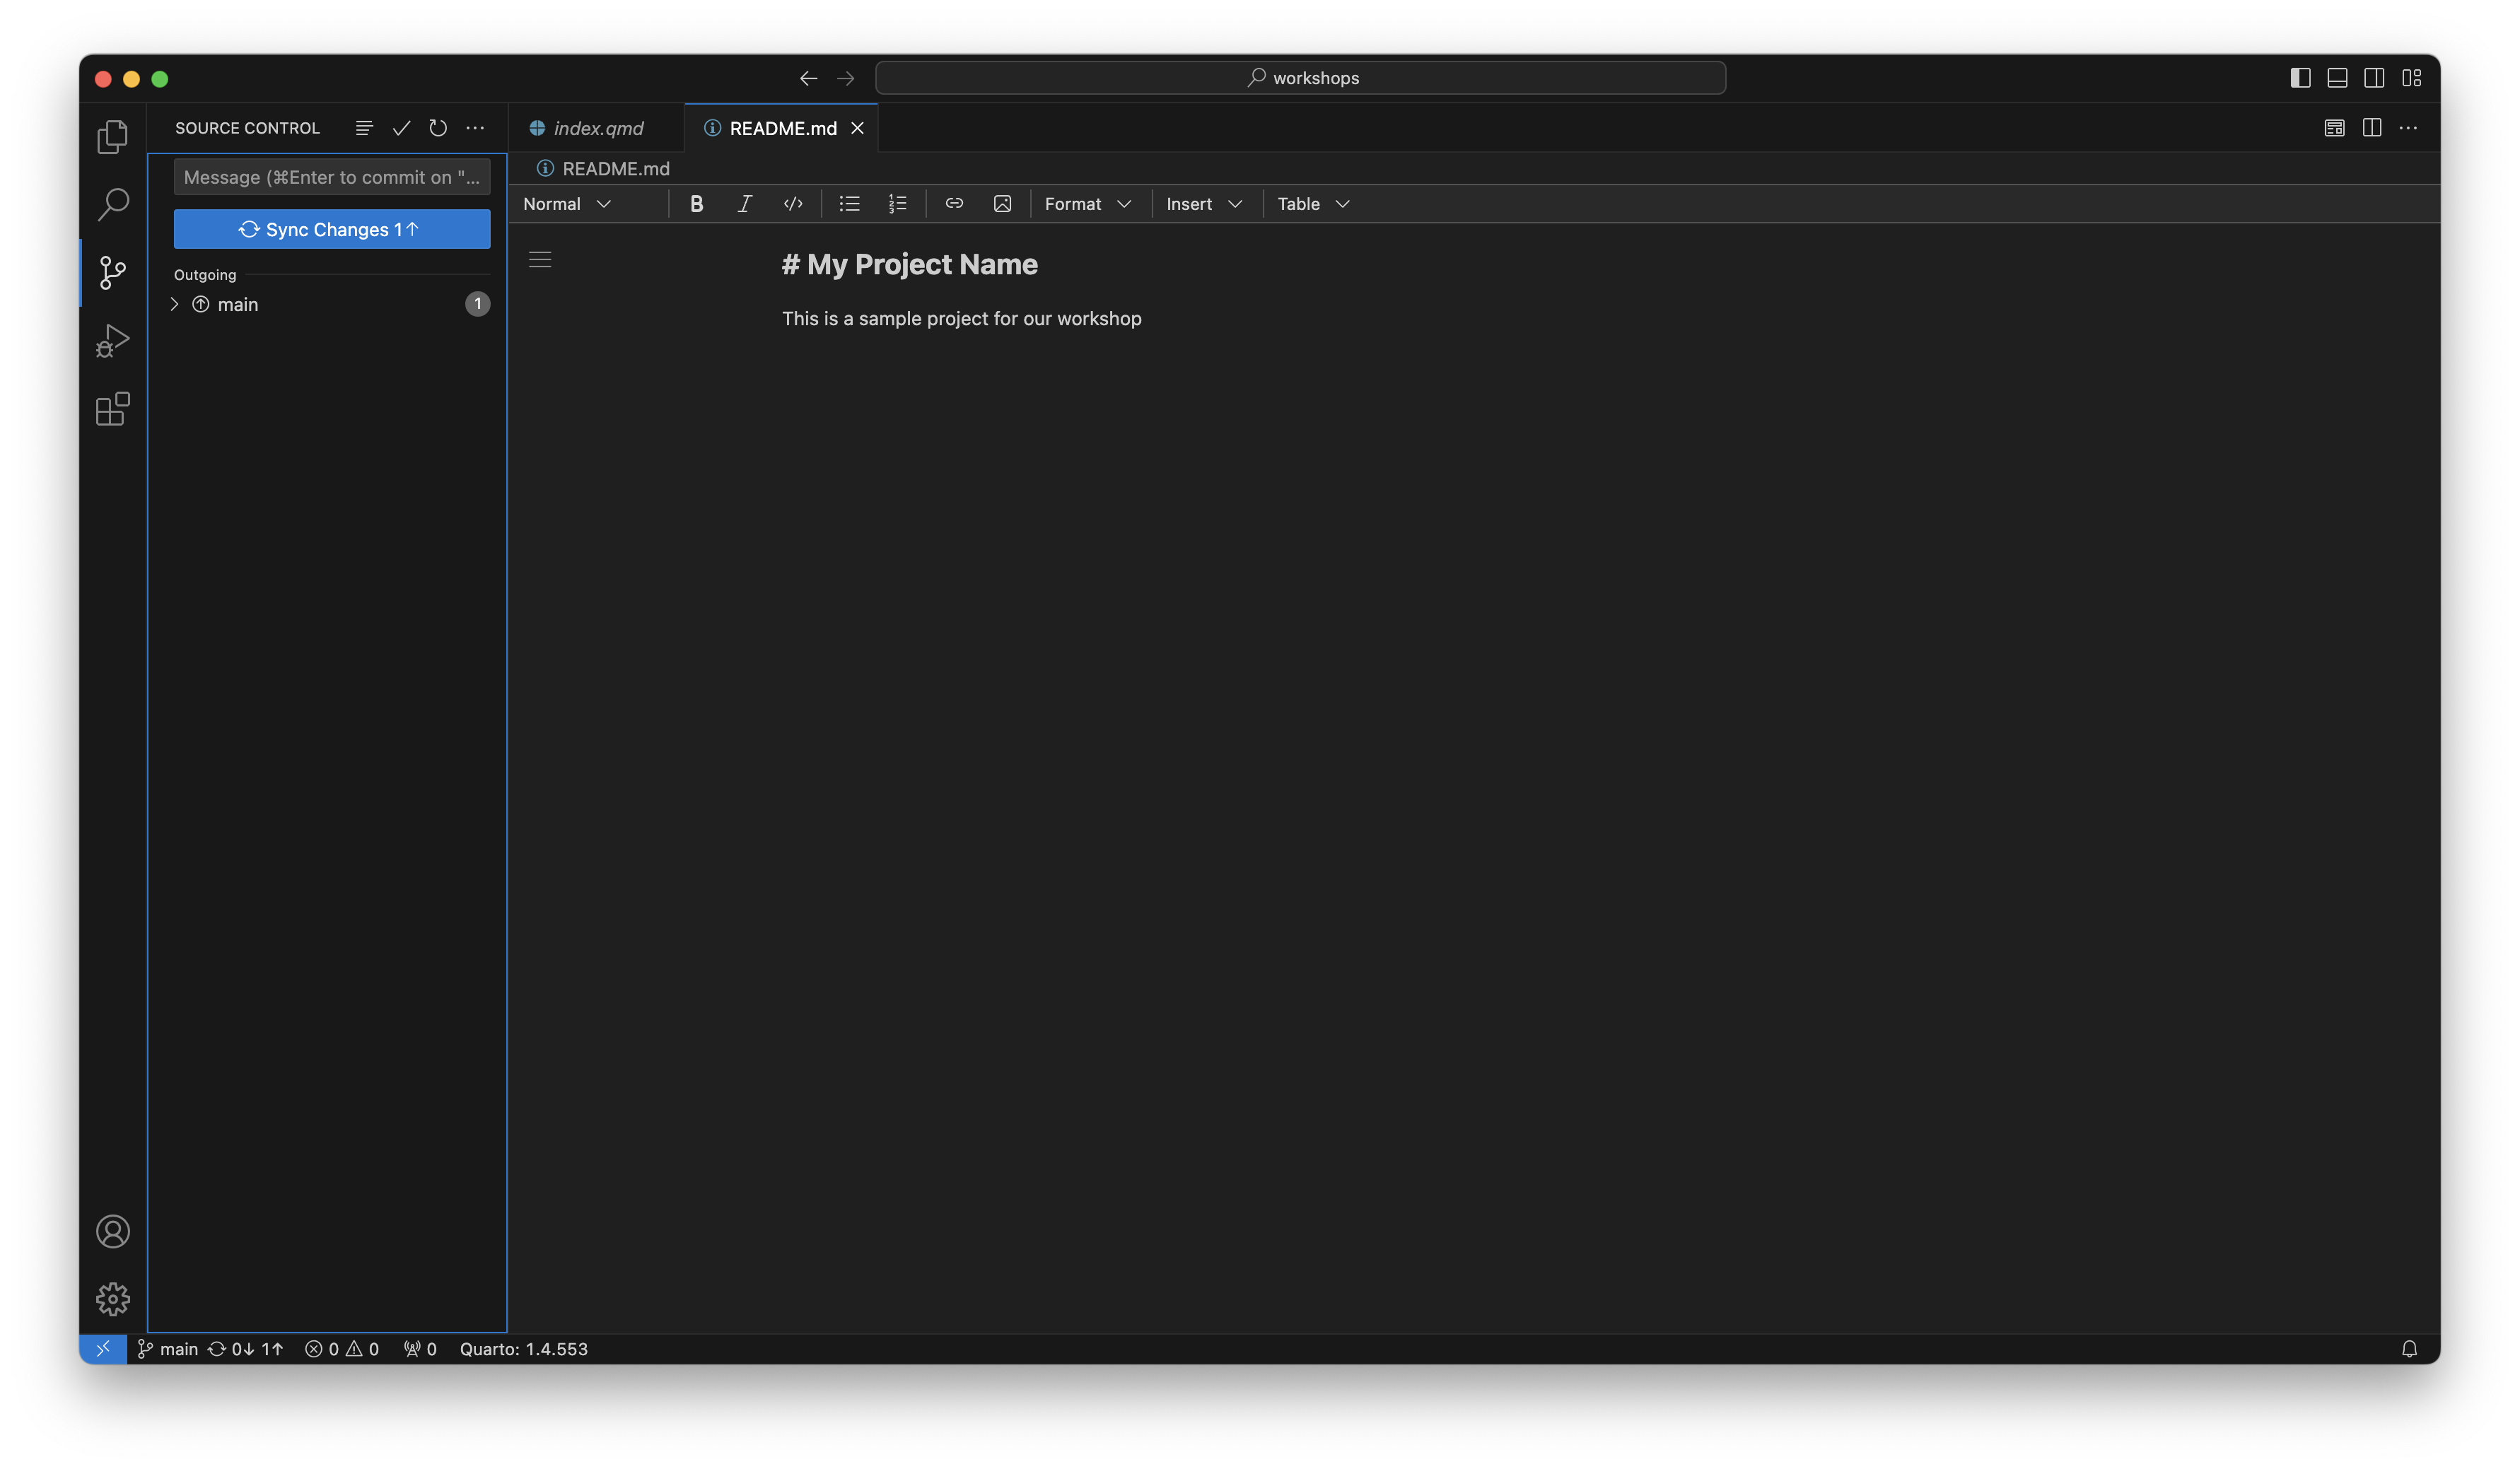 workshops
SOURCE CONTROL
index.qmd
README.md
Message (⌘Enter to commit on "...
README.md
Sync Changes 1↑
Normal
B
I
</>
Format
Insert
Table
Outgoing
main
1
# My Project Name
This is a sample project for our workshop
main 0↓ 1↑ 0 0 0 Quarto: 1.4.553